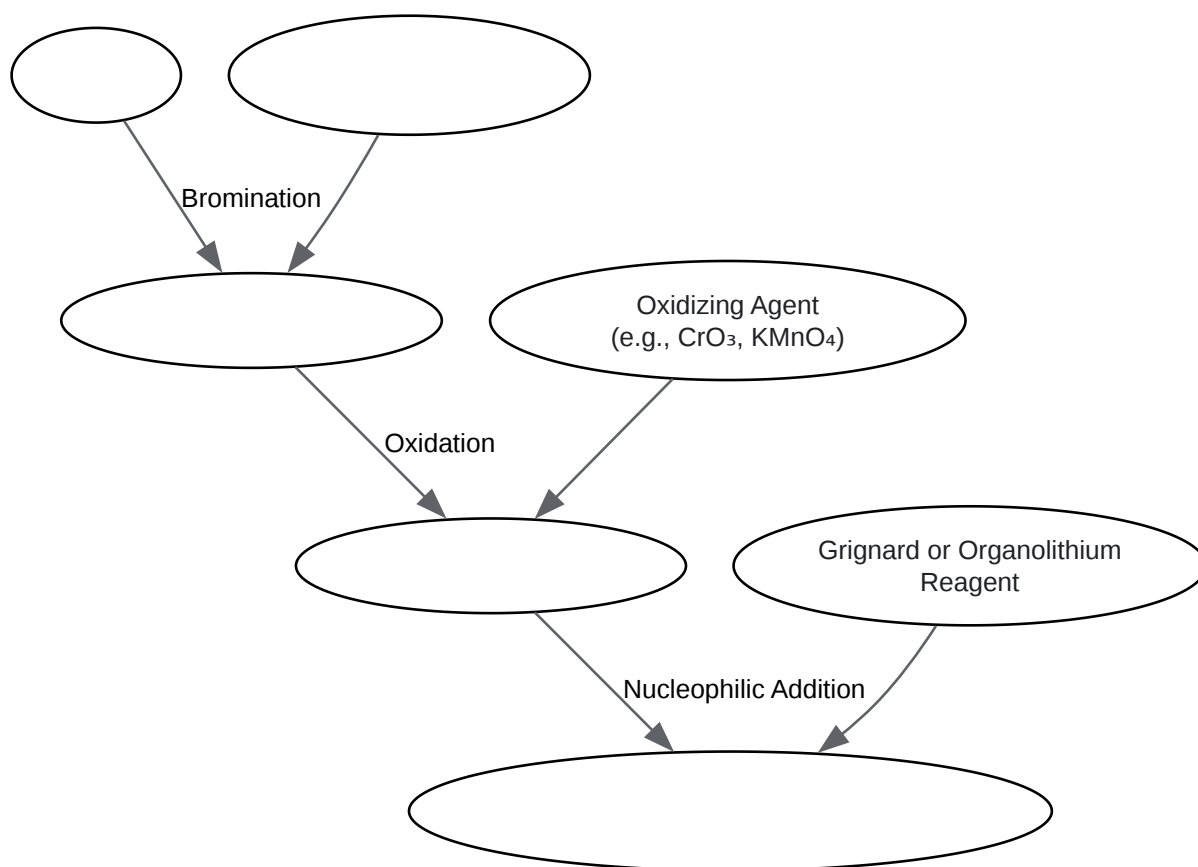 Bromination
Oxidizing Agent
(e.g., CrO₃, KMnO₄)
Oxidation
Grignard or Organolithium
Reagent
Nucleophilic Addition